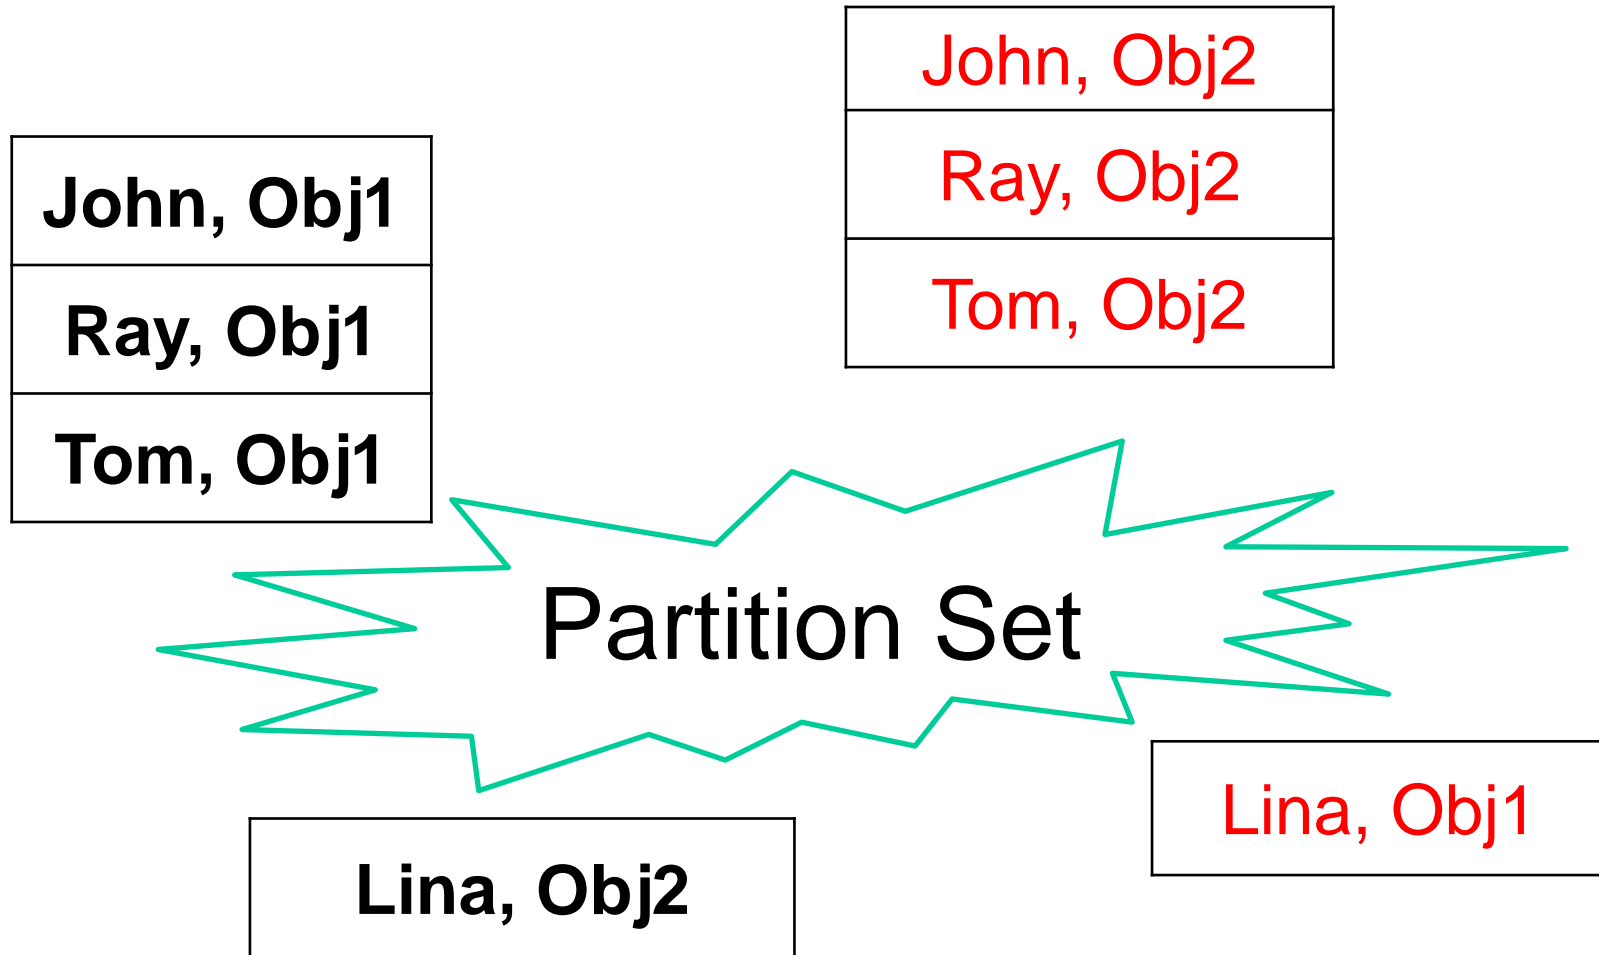 John, Obj2
Ray, Obj2
Tom, Obj2
John, Obj1
Ray, Obj1
Tom, Obj1
Partition Set
Lina, Obj1
Lina, Obj2